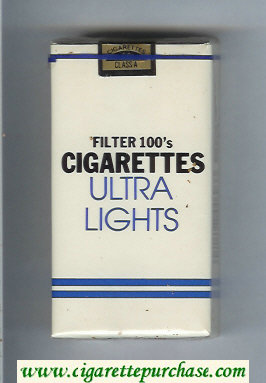 CIGARETTES
CLASS A
FILTER 100's
CIGARETTES
ULTRA
LIGHTS
www.cigarettepurchase.com